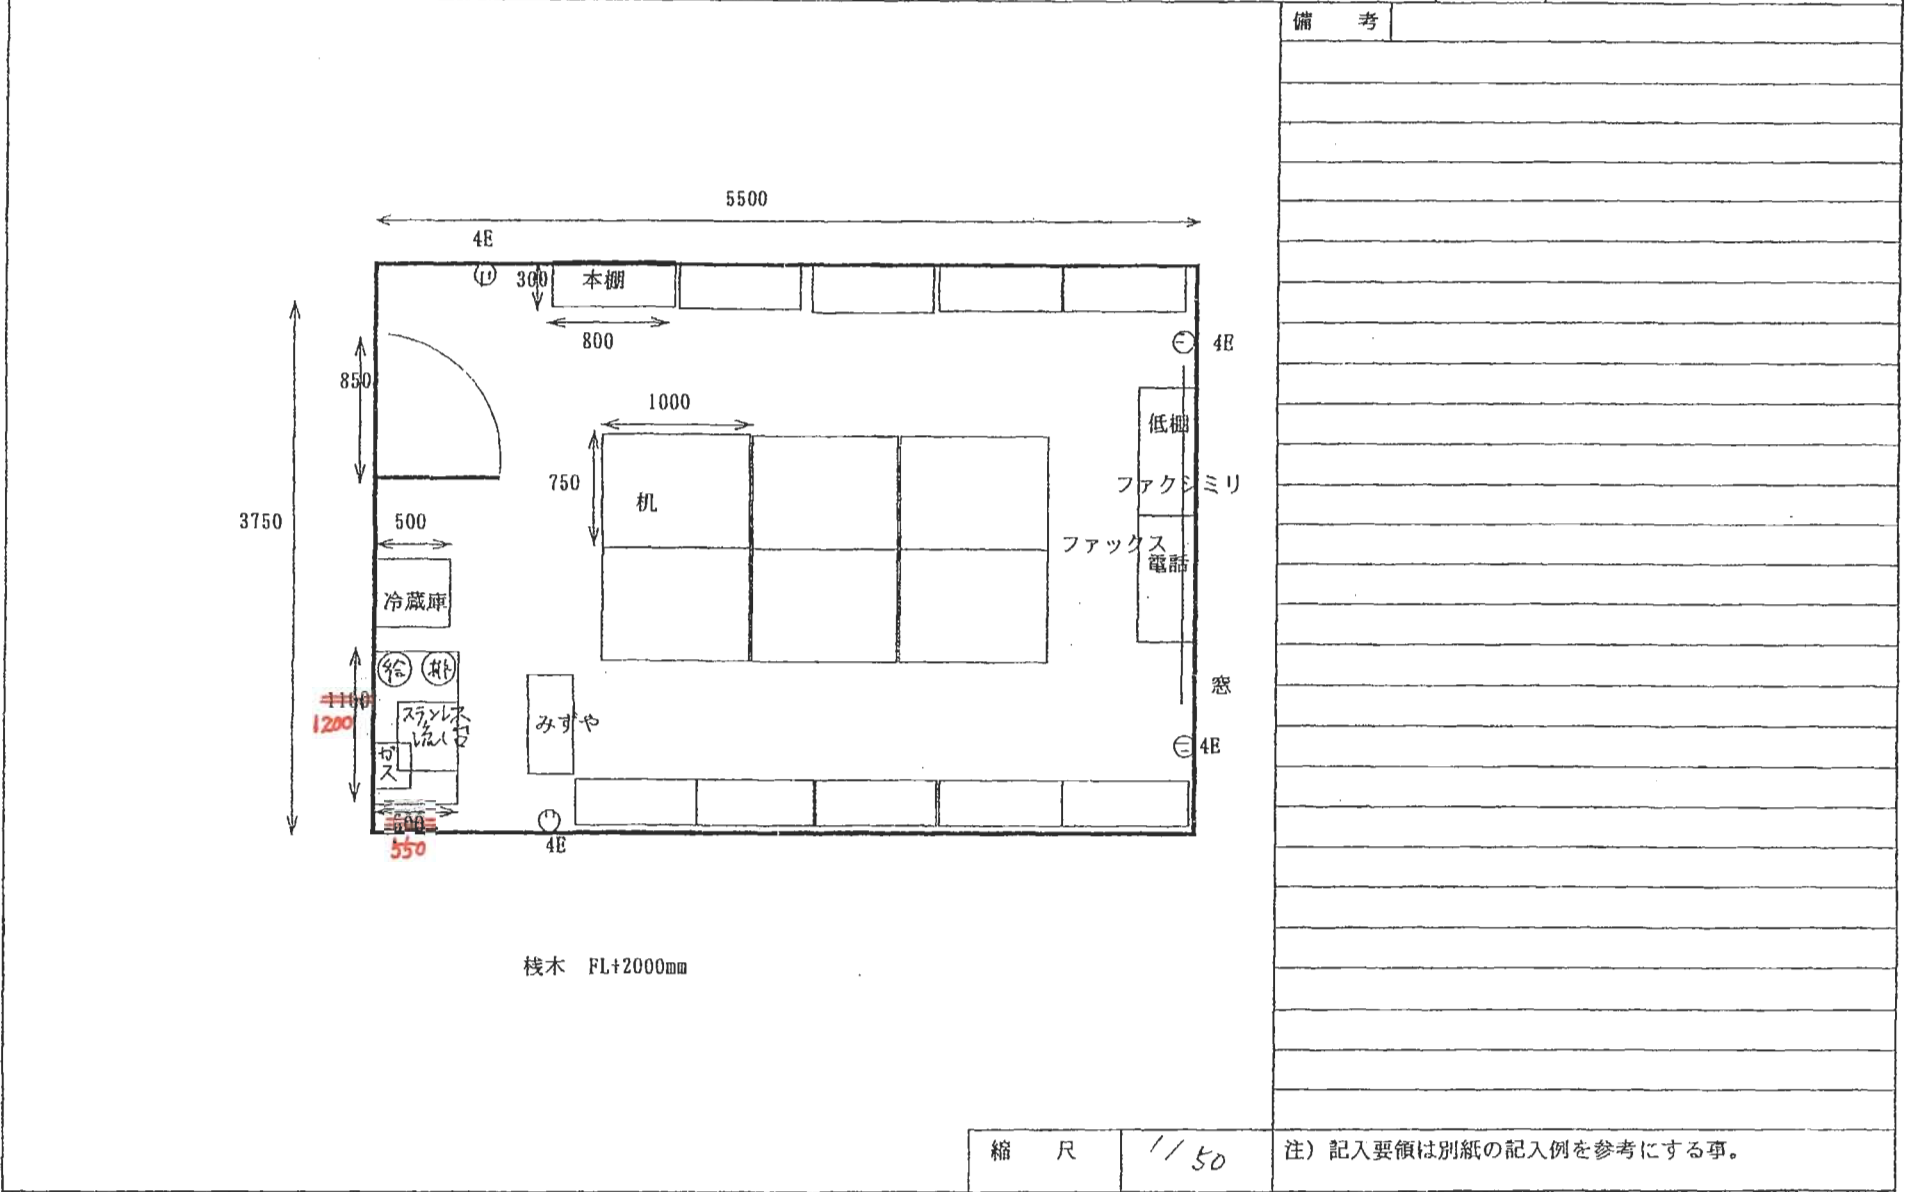 備 考
5500
4E
300
本棚
800
4E
850
1000
低棚
750
机
ファクシミリ
3750
500
ファックス
電話
冷蔵庫
給 排
窓
1100
1200
ステンレス
流し台
みずや
ガス
4E
600
550
4E
桟木 FL+2000mm
縮 尺
1/50
注）記入要領は別紙の記入例を参考にする事。